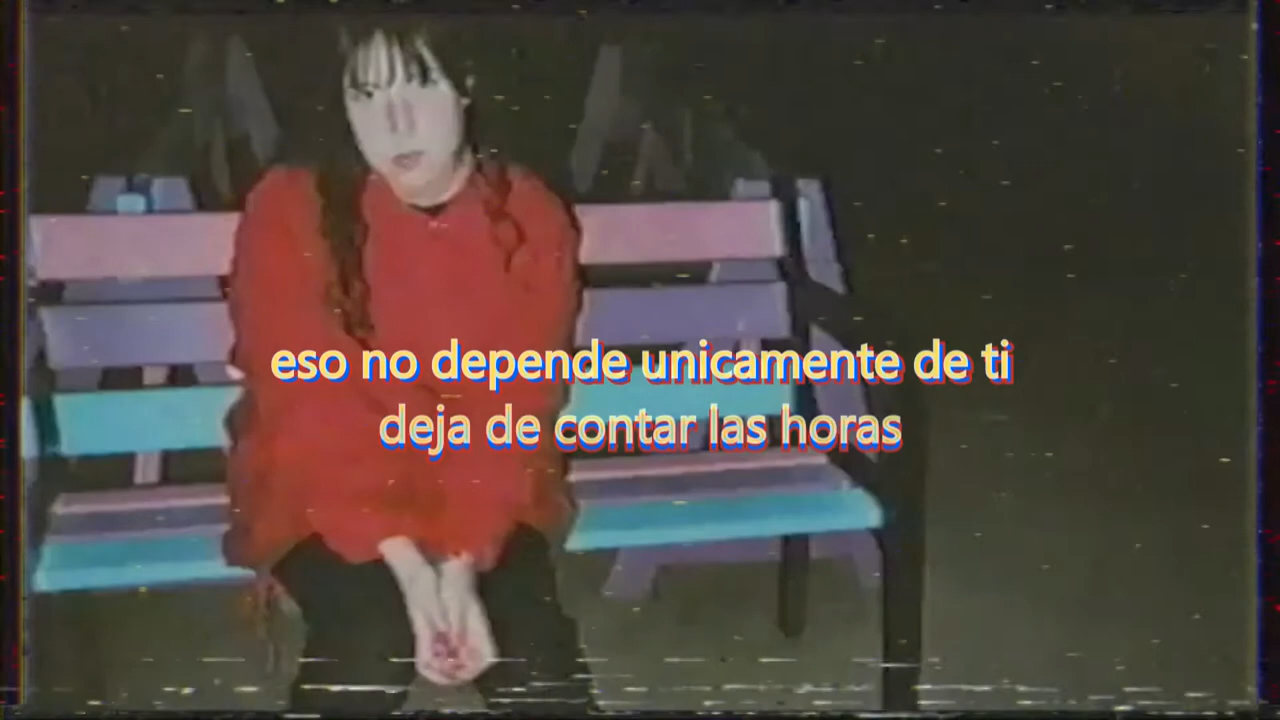 eso no depende unicamente de ti
deja de contar las horas